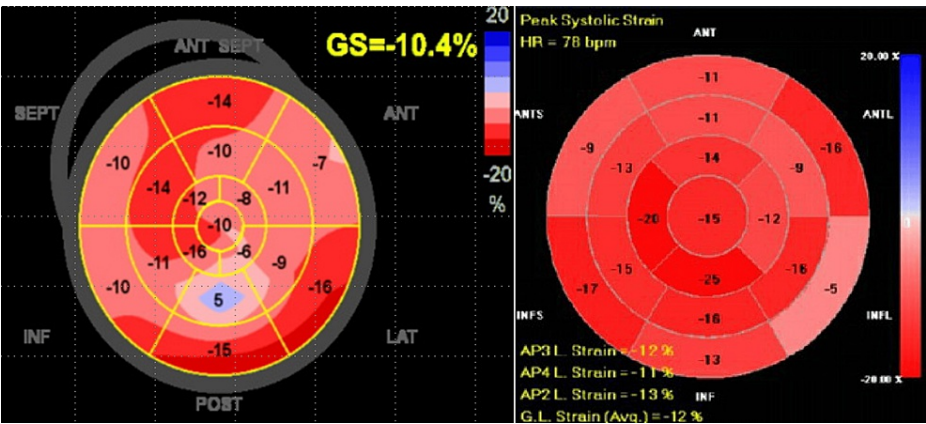 20
GS=-10.4%
ANT SEPT
-14
SEPT
ANT
-10
-10
-7
-14
-12
-8
-11
-20
%
-10
-11
-16
-6
-9
-10
5
-16
INF
LAT
-15
POST
Peak Systolic Strain
HR = 78 bpm
ANT
20.00 %
-11
ANTS
ANTL
-11
-16
-9
-13
-14
-9
-20
-15
-12
0
-15
-16
-17
-25
-5
INFS
INFL
-16
AP3 L. Strain = -12 %
-13
AP4 L. Strain = -11 %
-20.00 %
AP2 L. Strain = -13 %
INF
G.L. Strain (Avg.) = -12 %